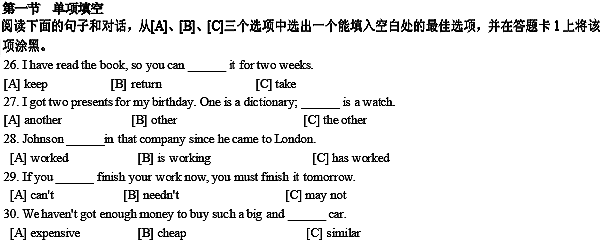 第一节 单项填空
阅读下面的句子和对话，从[A]、[B]、[C]三个选项中选出一个能填入空白处的最佳选项，并在答题卡 1 上将该
项涂黑。
26. I have read the book, so you can ______ it for two weeks.
[A] keep [B] return [C] take
27. I got two presents for my birthday. One is a dictionary; ______ is a watch.
[A] another [B] other [C] the other
28. Johnson ______in that company since he came to London.
[A] worked [B] is working [C] has worked
29. If you ______ finish your work now, you must finish it tomorrow.
[A] can't [B] needn't [C] may not
30. We haven't got enough money to buy such a big and ______ car.
[A] expensive [B] cheap [C] similar